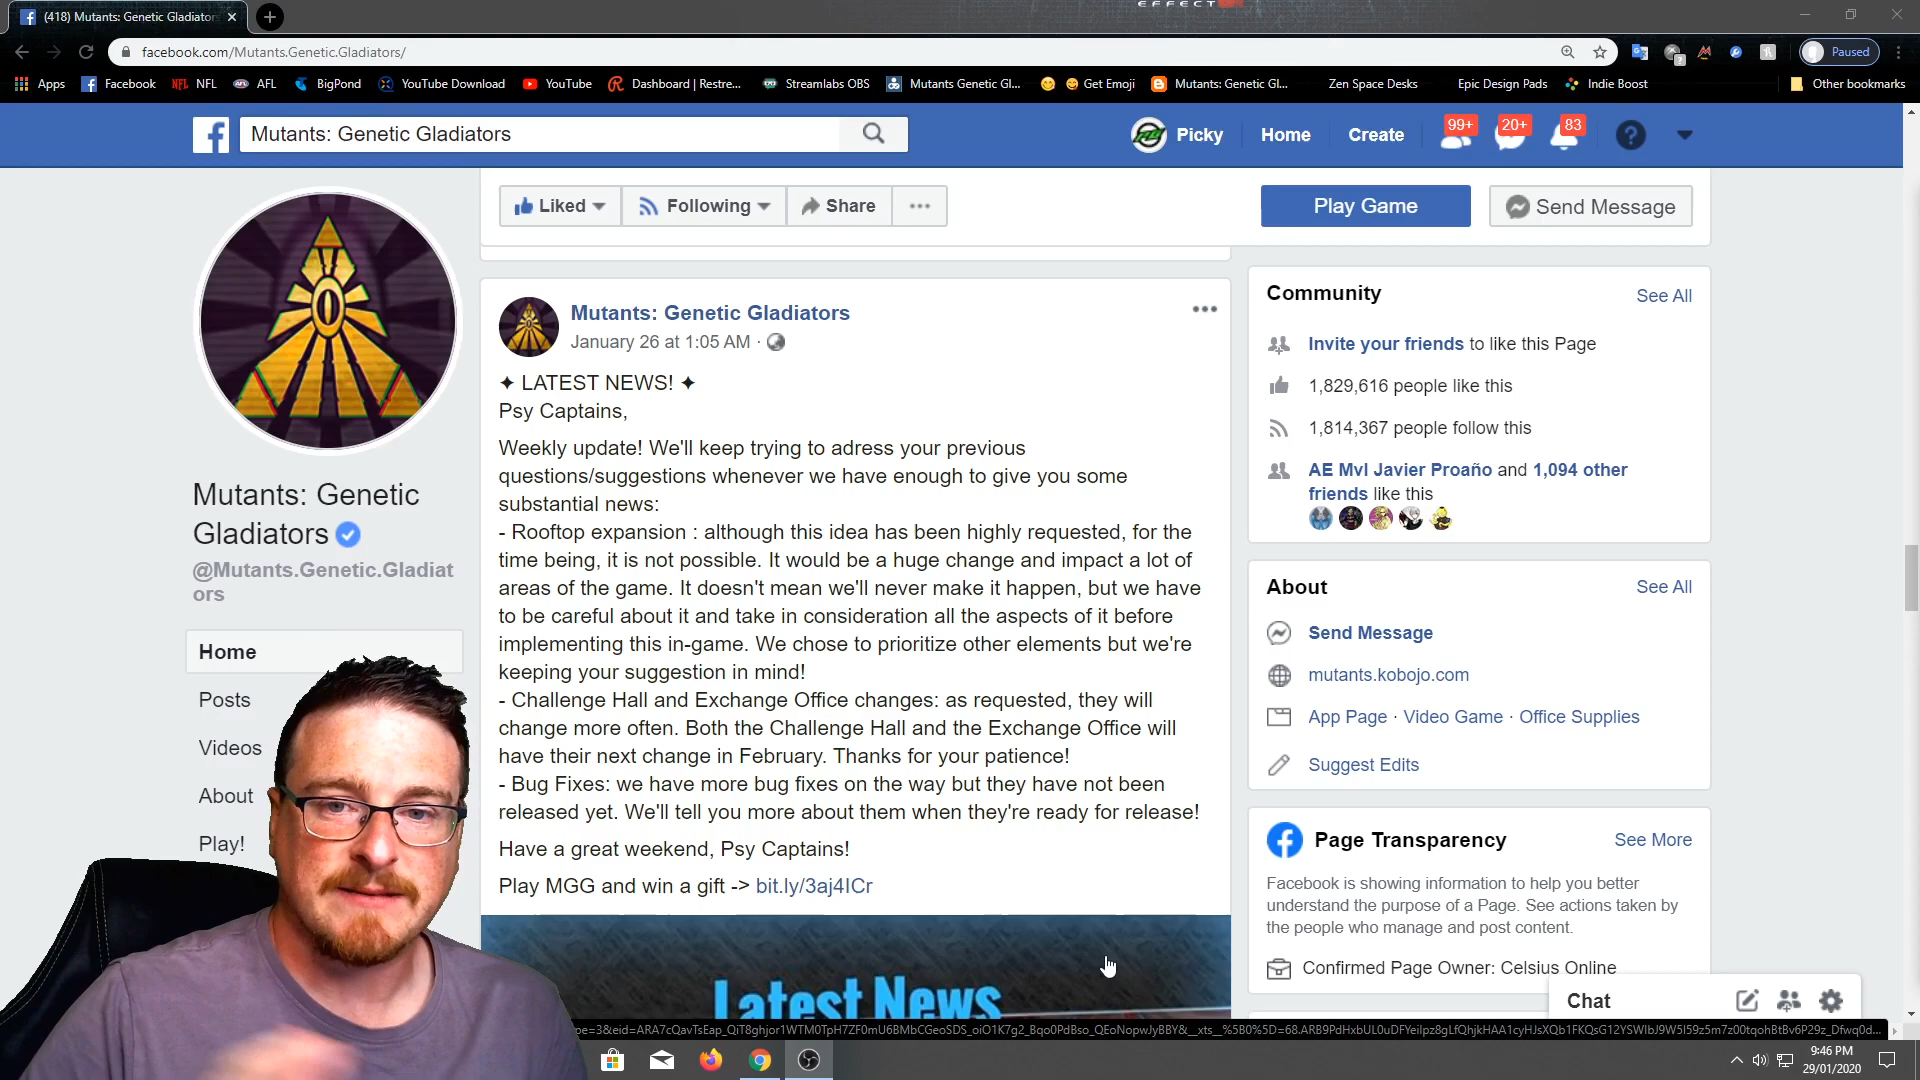 EFFECT
(418) Mutants: Genetic Gladiator
facebook.com/Mutants.Genetic.Gladiators/
Paused
Apps
Facebook
NFL NFL
AFL
BigPond
YouTube Download
YouTube
Dashboard | Restre...
Streamlabs OBS
Mutants Genetic Gl...
Get Emoji
Mutants: Genetic Gl...
Zen Space Desks
Epic Design Pads
Indie Boost
Other bookmarks
Mutants: Genetic Gladiators
Picky
Home
Create
99+
20+
83
Liked
Following
Share
Play Game
Send Message
Mutants: Genetic
Gladiators
@Mutants.Genetic.Gladiat
ors
Home
Posts
Videos
About
Play!
Mutants: Genetic Gladiators
January 26 at 1:05 AM ·
✦ LATEST NEWS! ✦
Psy Captains,
Weekly update! We'll keep trying to adress your previous
questions/suggestions whenever we have enough to give you some
substantial news:
- Rooftop expansion : although this idea has been highly requested, for the
time being, it is not possible. It would be a huge change and impact a lot of
areas of the game. It doesn't mean we'll never make it happen, but we have
to be careful about it and take in consideration all the aspects of it before
implementing this in-game. We chose to prioritize other elements but we're
keeping your suggestion in mind!
- Challenge Hall and Exchange Office changes: as requested, they will
change more often. Both the Challenge Hall and the Exchange Office will
have their next change in February. Thanks for your patience!
- Bug Fixes: we have more bug fixes on the way but they have not been
released yet. We'll tell you more about them when they're ready for release!
Have a great weekend, Psy Captains!
Play MGG and win a gift -> bit.ly/3aj4ICr
Latest News
Community
See All
Invite your friends to like this Page
1,829,616 people like this
1,814,367 people follow this
AE Mvl Javier Proaño and 1,094 other
friends like this
About
See All
Send Message
mutants.kobojo.com
App Page · Video Game · Office Supplies
Suggest Edits
Page Transparency
See More
Facebook is showing information to help you better
understand the purpose of a Page. See actions taken by
the people who manage and post content.
Confirmed Page Owner: Celsius Online
Chat
9:46 PM
29/01/2020